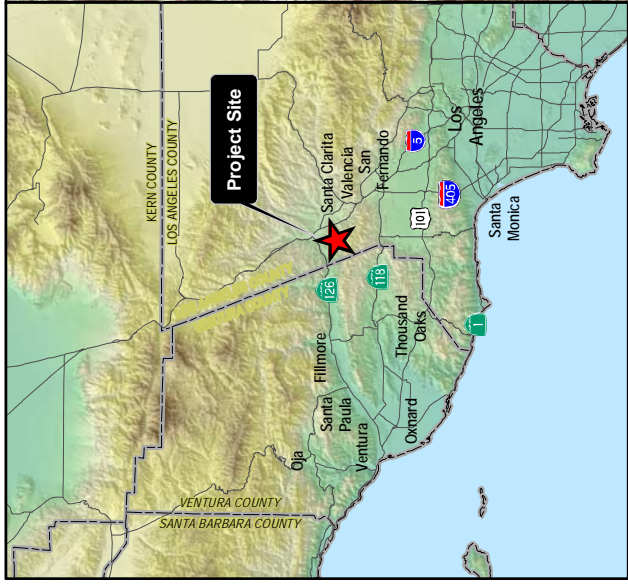 KERN COUNTY
LOS ANGELES COUNTY
Project Site
Santa Clarita
Valencia
San
Fernando
5
Los
Angeles
405
101
Santa
Monica
126
118
Fillmore
Thousand
Oaks
1
Santa
Paula
Ventura
Oxnard
Oja
VENTURA COUNTY
SANTA BARBARA COUNTY